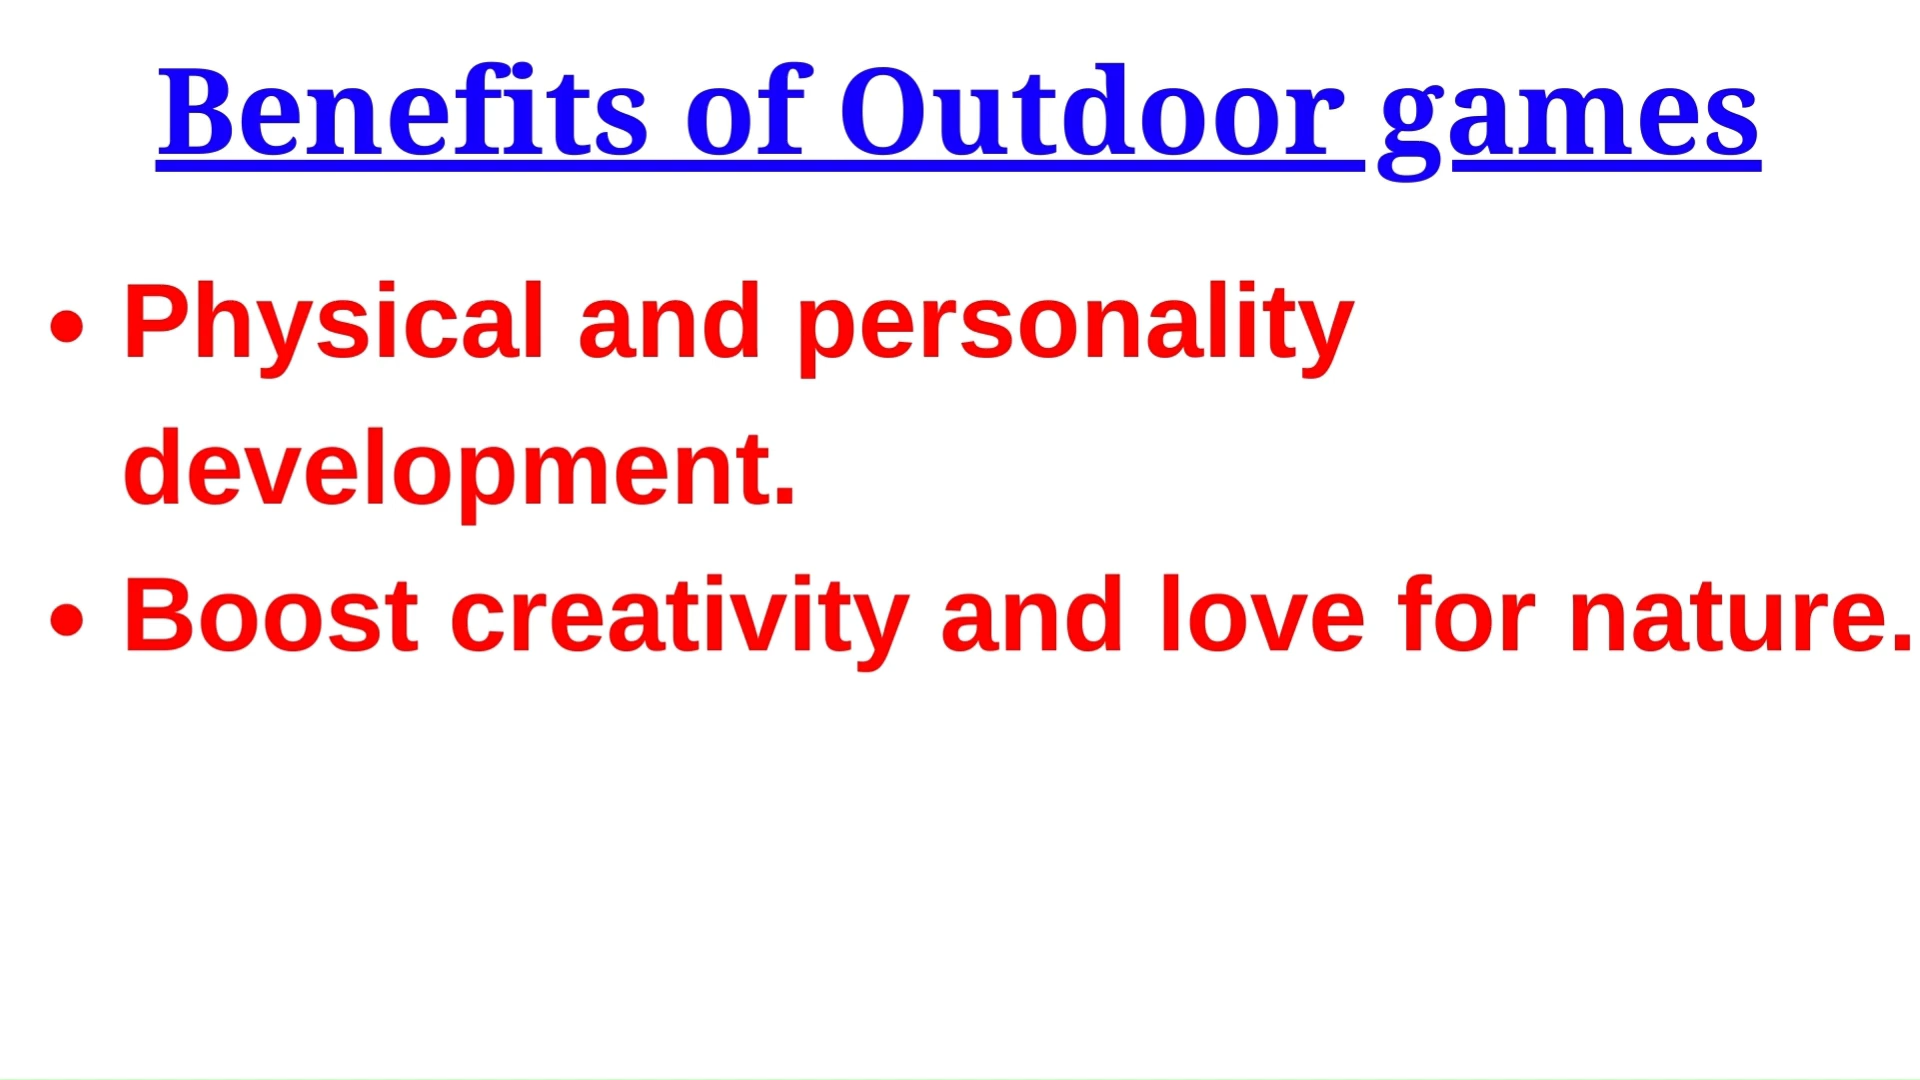 Benefits of Outdoor games
• Physical and personality
development.
• Boost creativity and love for nature.